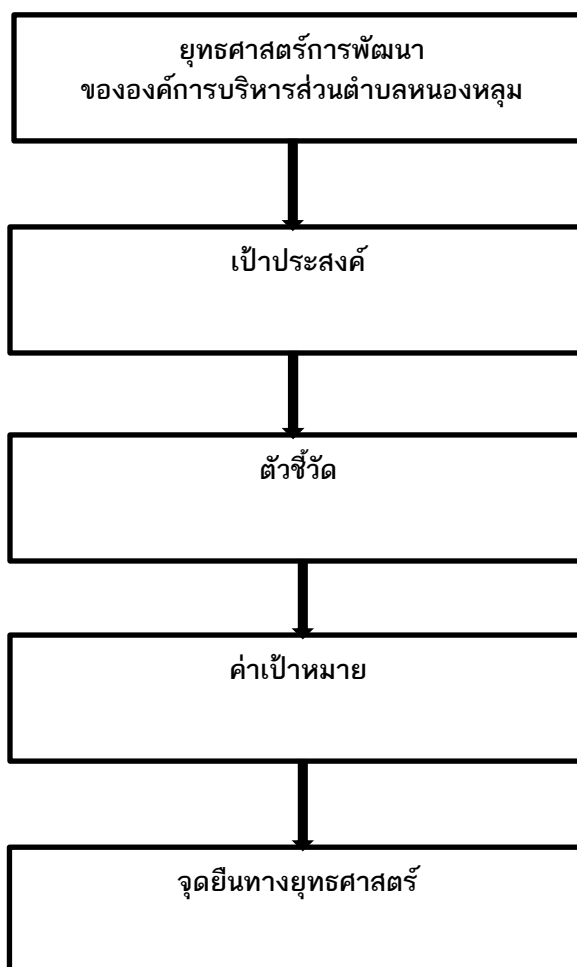 ยุทธศาสตร์การพัฒนา
ขององค์การบริหารส่วนตำบลหนองหลุม
เป้าประสงค์
ตัวชี้วัด
ค่าเป้าหมาย
จุดยืนทางยุทธศาสตร์